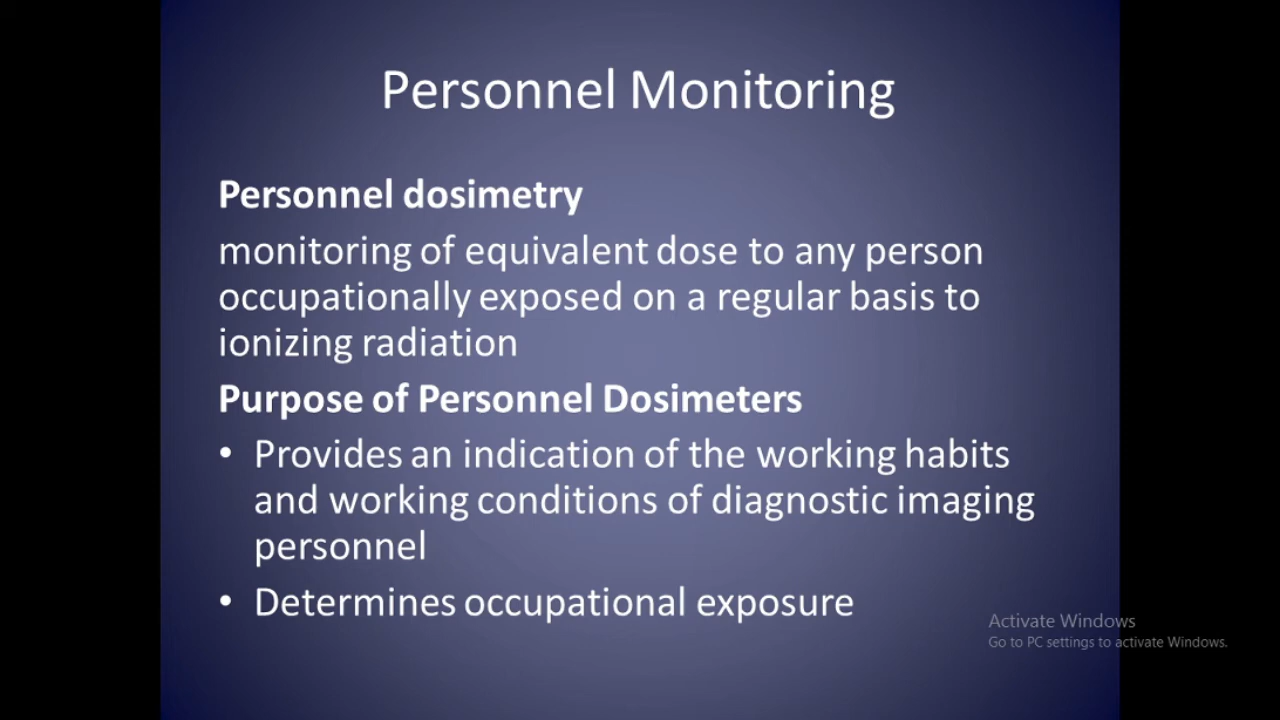 Personnel Monitoring
Personnel dosimetry
monitoring of equivalent dose to any person
occupationally exposed on a regular basis to
ionizing radiation
Purpose of Personnel Dosimeters
• Provides an indication of the working habits
and working conditions of diagnostic imaging
personnel
• Determines occupational exposure
Activate Windows
Go to PC settings to activate Windows.